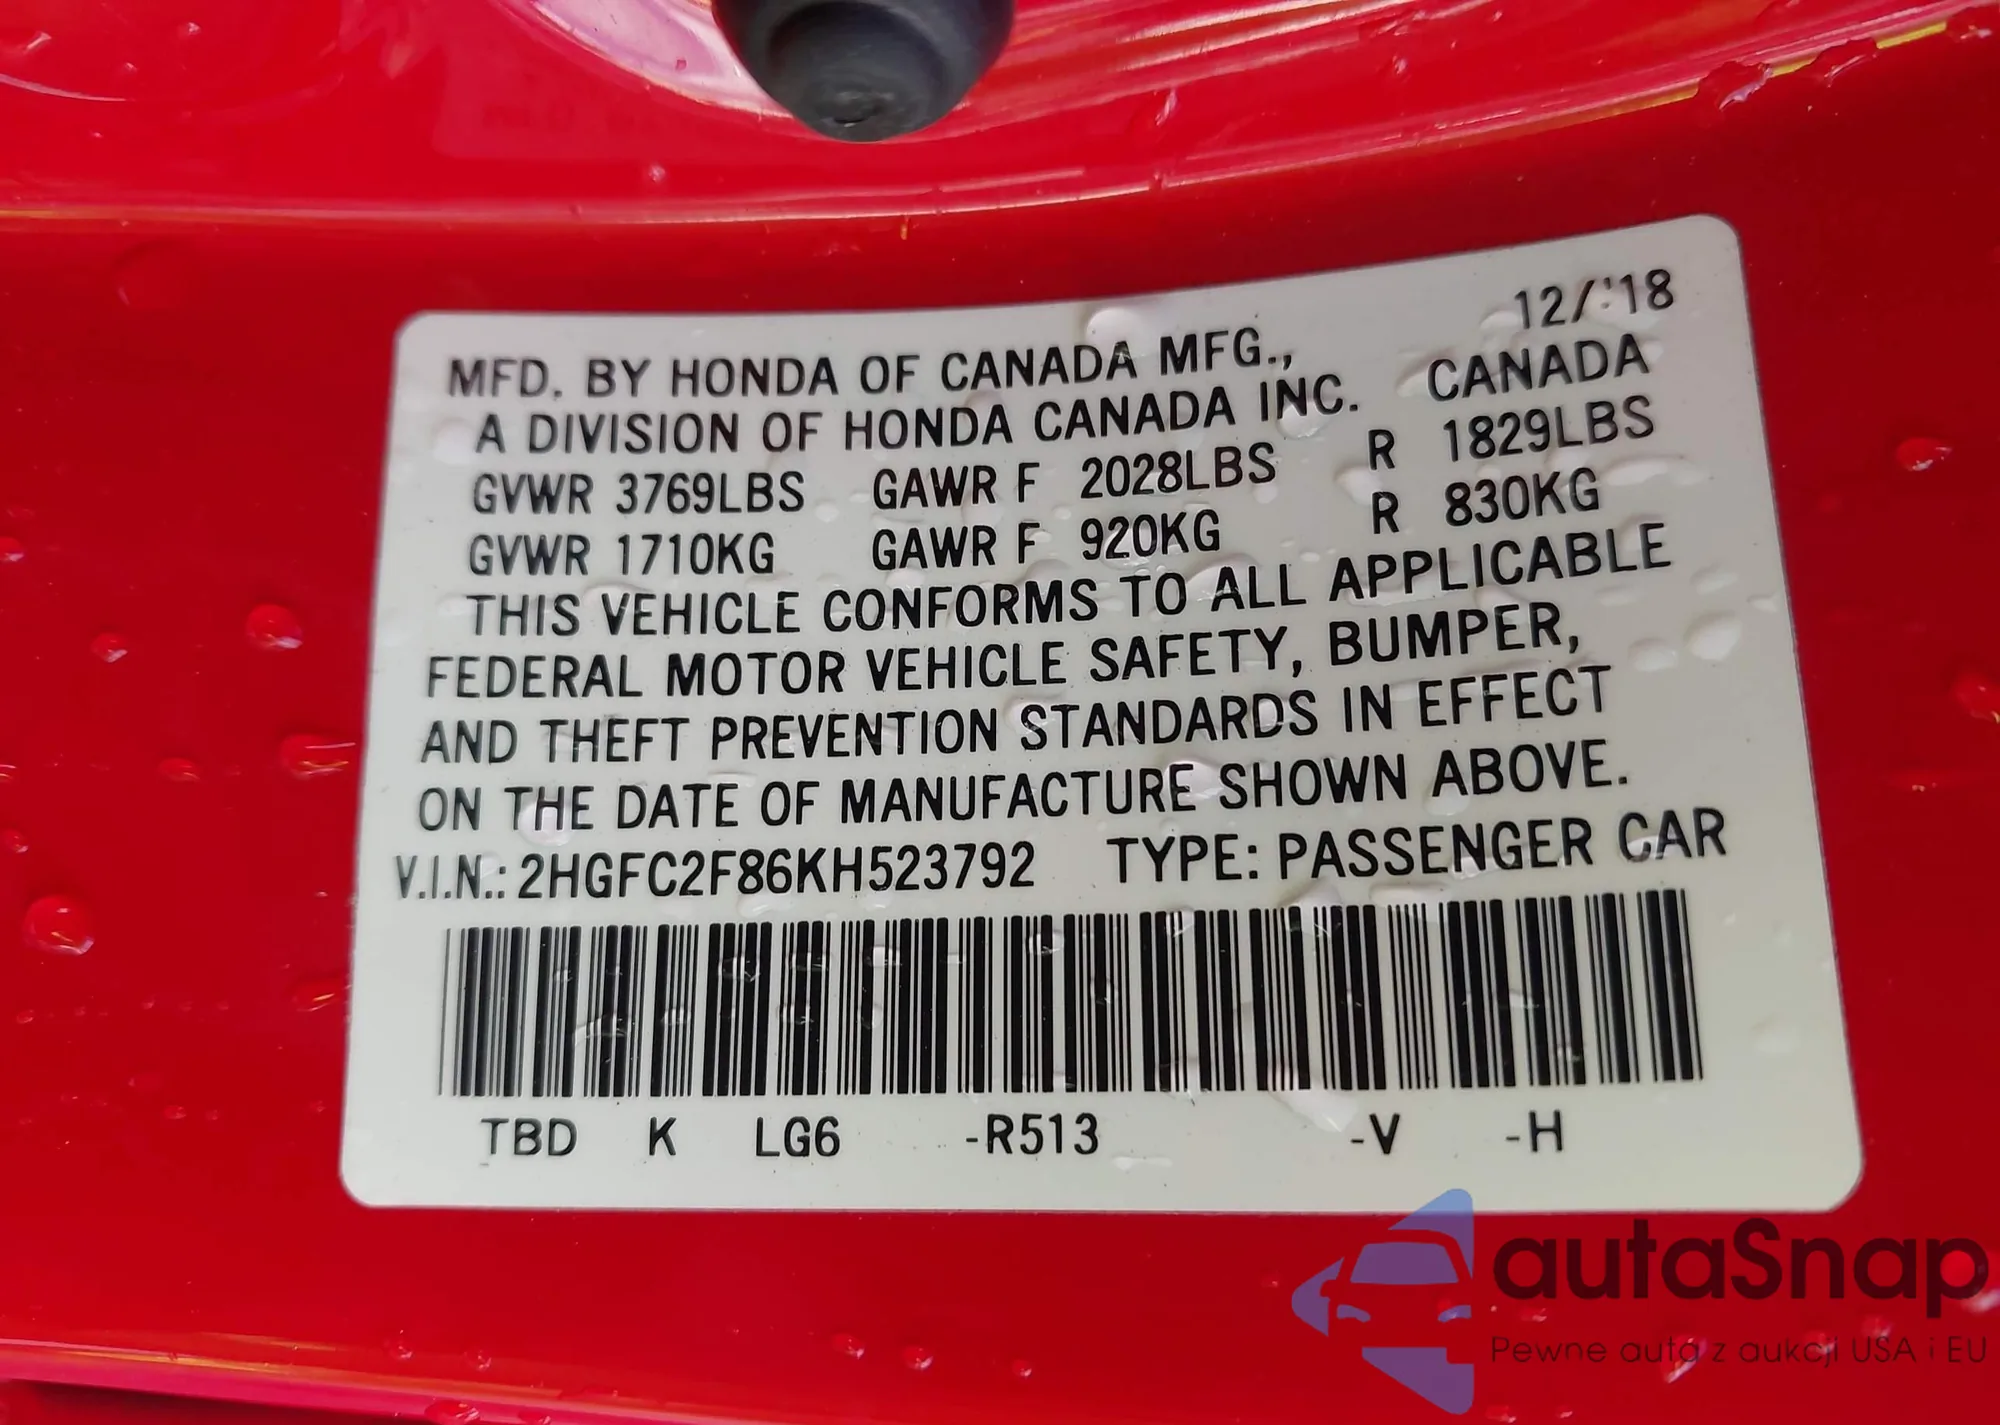 12/'18
MFD. BY HONDA OF CANADA MFG.,
A DIVISION OF HONDA CANADA INC. CANADA
GVWR 3769LBS GAWR F 2028LBS R 1829LBS
GVWR 1710KG GAWR F 920KG R 830KG
THIS VEHICLE CONFORMS TO ALL APPLICABLE
FEDERAL MOTOR VEHICLE SAFETY, BUMPER,
AND THEFT PREVENTION STANDARDS IN EFFECT
ON THE DATE OF MANUFACTURE SHOWN ABOVE.
V.I.N.: 2HGFC2F86KH523792 TYPE: PASSENGER CAR
TBD K LG6 -R513 -V -H
autaSnap
Pewne auta z aukcji USA i EU